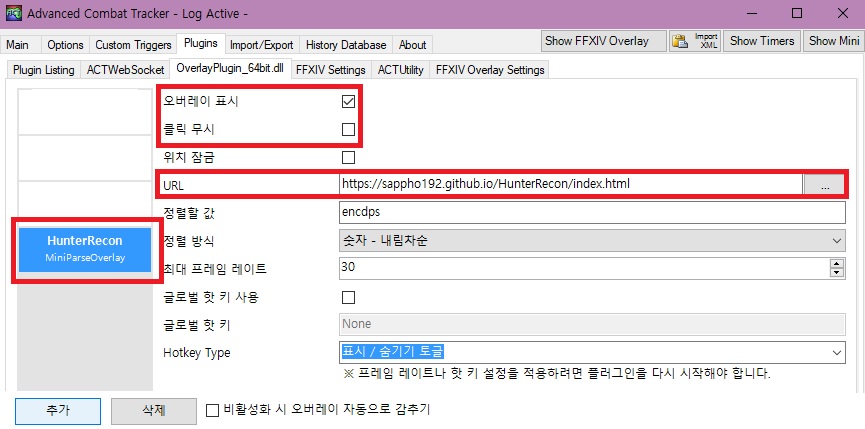 Advanced Combat Tracker - Log Active -
Main Options Custom Triggers Plugins Import/Export History Database About Show FFXIV Overlay Import XML Show Timers Show Mini
Plugin Listing ACTWebSocket OverlayPlugin_64bit.dll FFXIV Settings ACTUtility FFXIV Overlay Settings
오버레이 표시
클릭 무시
위치 잠금
URL https://sappho192.github.io/HunterRecon/index.html ...
정렬할 값 encdps
HunterRecon
MiniParseOverlay
정렬 방식 숫자 - 내림차순
최대 프레임 레이트 30
글로벌 핫 키 사용
글로벌 핫 키 None
Hotkey Type 표시 / 숨기기 토글
※ 프레임 레이트나 핫 키 설정을 적용하려면 플러그인을 다시 시작해야 합니다.
추가 삭제 비활성화 시 오버레이 자동으로 감추기